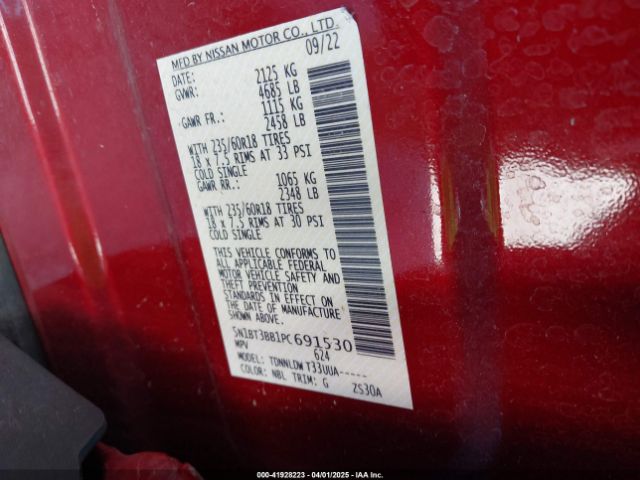 MFD BY NISSAN MOTOR CO., LTD.
DATE: 09/22
GVWR: 2125 KG
4685 LB
GAWR FR.: 1115 KG
2458 LB
WITH 235/60R18 TIRES
18 x 7.5 RIMS AT 33 PSI
COLD SINGLE
GAWR RR.: 1065 KG
2348 LB
WITH 235/60R18 TIRES
18 x 7.5 RIMS AT 30 PSI
COLD SINGLE
THIS VEHICLE CONFORMS TO
ALL APPLICABLE FEDERAL
MOTOR VEHICLE SAFETY AND
THEFT PREVENTION
STANDARDS IN EFFECT ON
THE DATE OF MANUFACTURE
SHOWN ABOVE.
5N1BT3BB1PC691530
MPV 624
MODEL: TDNNLDW T33UUA-----
COLOR: NBL TRIM: G ZS30A
000-41928223 - 04/01/2025 - IAA Inc.